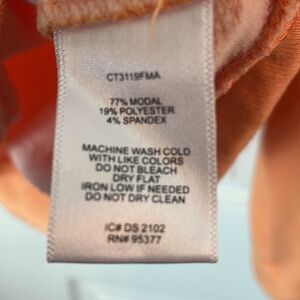 CT3119FMA
77% MODAL
19% POLYESTER
4% SPANDEX
MACHINE WASH COLD
WITH LIKE COLORS
DO NOT BLEACH
DRY FLAT
IRON LOW IF NEEDED
DO NOT DRY CLEAN
IC# DS 2102
RN# 95377